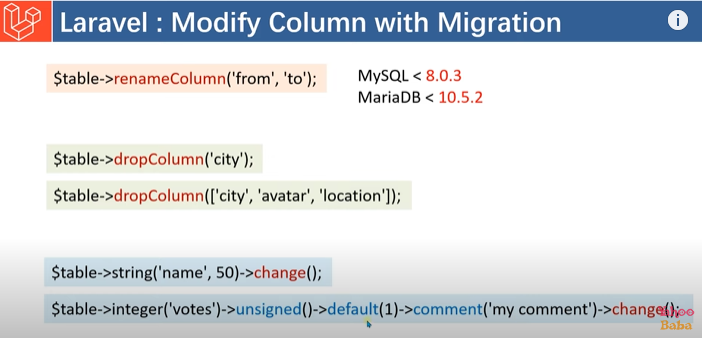 Laravel : Modify Column with Migration
i
$table->renameColumn('from', 'to');
MySQL < 8.0.3
MariaDB < 10.5.2
$table->dropColumn('city');
$table->dropColumn(['city', 'avatar', 'location']);
$table->string('name', 50)->change();
$table->integer('votes')->unsigned()->default(1)->comment('my comment')->change();
Baba